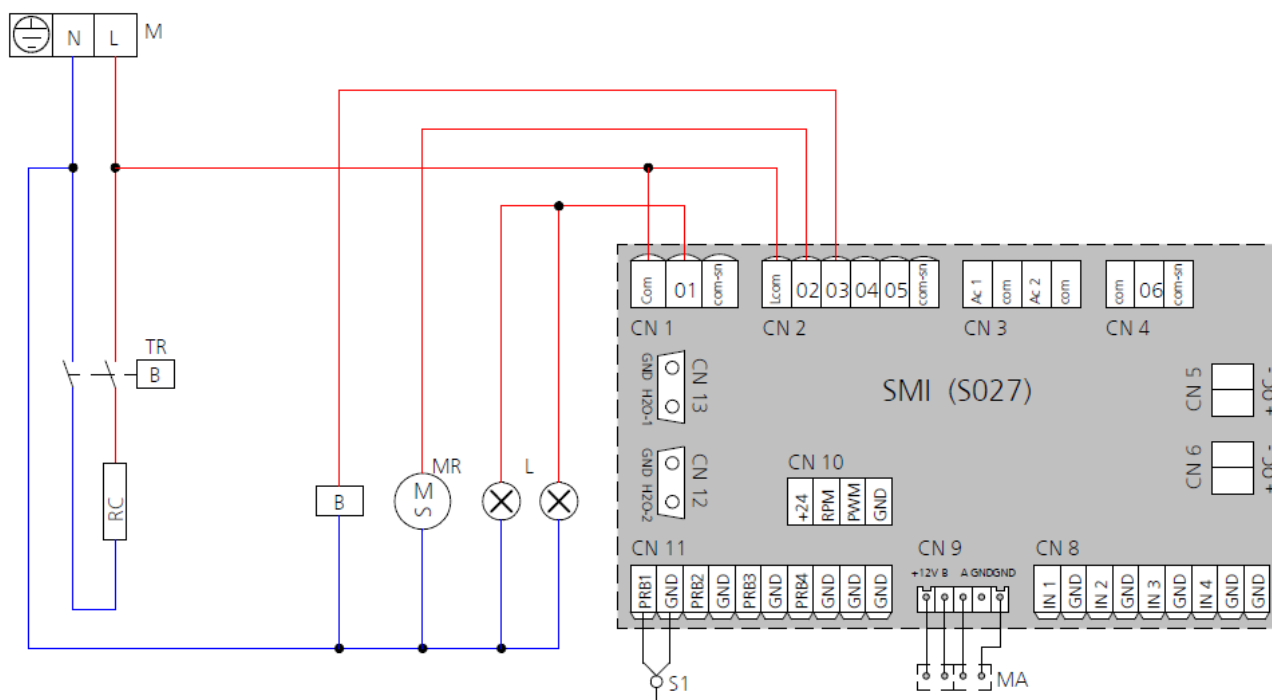 N L M
Com 01 com-sn
Lcom 02 03 04 05 com-sn
Ac 1 com Ac 2 com
com 06 com-sn
CN 1
CN 2
CN 3
CN 4
TR
B
GND H2O-1
CN 13
SMI (S027)
CN 5
+ OC -
GND H2O-2
CN 12
CN 10
+24 RPM PWM GND
CN 6
+ OC -
RC
B
MR
M
S
L
CN 11
PRB1 GND PRB2 GND PRB3 GND PRB4 GND GND GND
CN 9
+12V B A GND GND
CN 8
IN 1 GND IN 2 GND IN 3 GND IN 4 GND GND
S1
MA